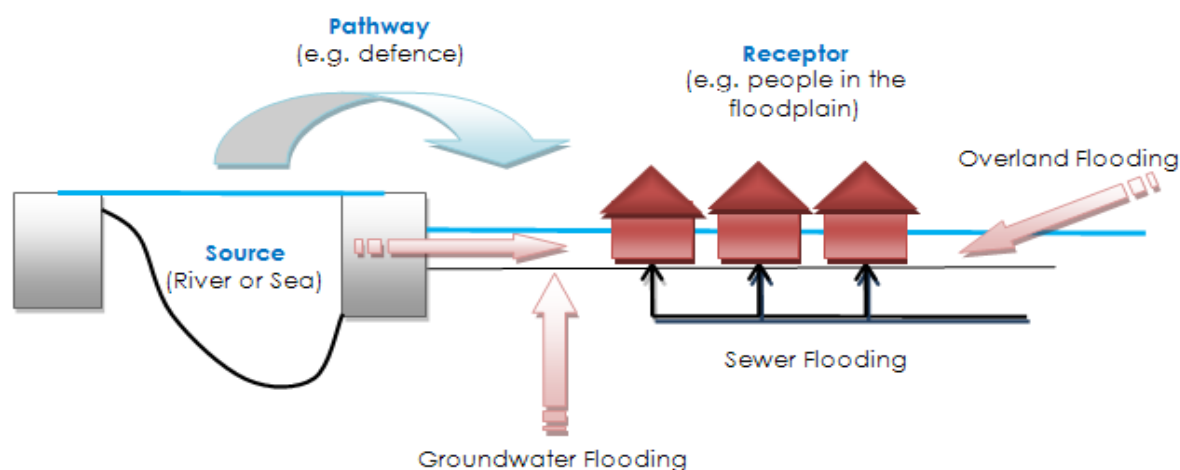 Pathway
(e.g. defence)
Receptor
(e.g. people in the
floodplain)
Overland Flooding
Source
(River or Sea)
Sewer Flooding
Groundwater Flooding